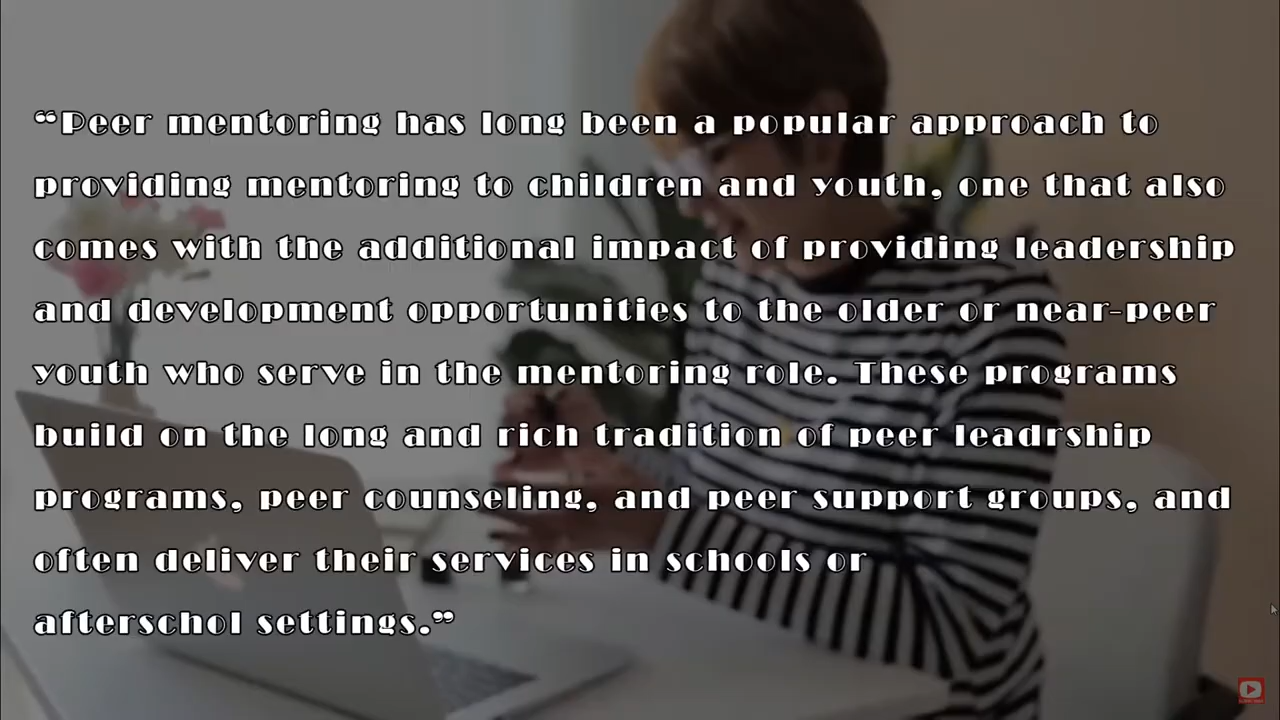 “Peer mentoring has long been a popular approach to
providing mentoring to children and youth, one that also
comes with the additional impact of providing leadership
and development opportunities to the older or near-peer
youth who serve in the mentoring role. These programs
build on the long and rich tradition of peer leadrship
programs, peer counseling, and peer support groups, and
often deliver their services in schools or
afterschol settings.”